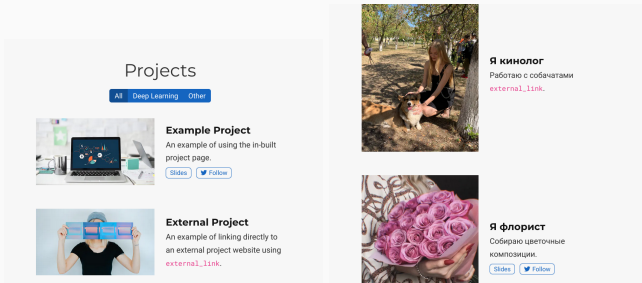 Projects
All Deep Learning Other
Example Project
An example of using the in-built
project page.
Slides Follow
External Project
An example of linking directly to
an external project website using
external_link.
Я кинолог
Работаю с собачатами
external_link.
Я флорист
Собираю цветочные
композиции.
Slides Follow